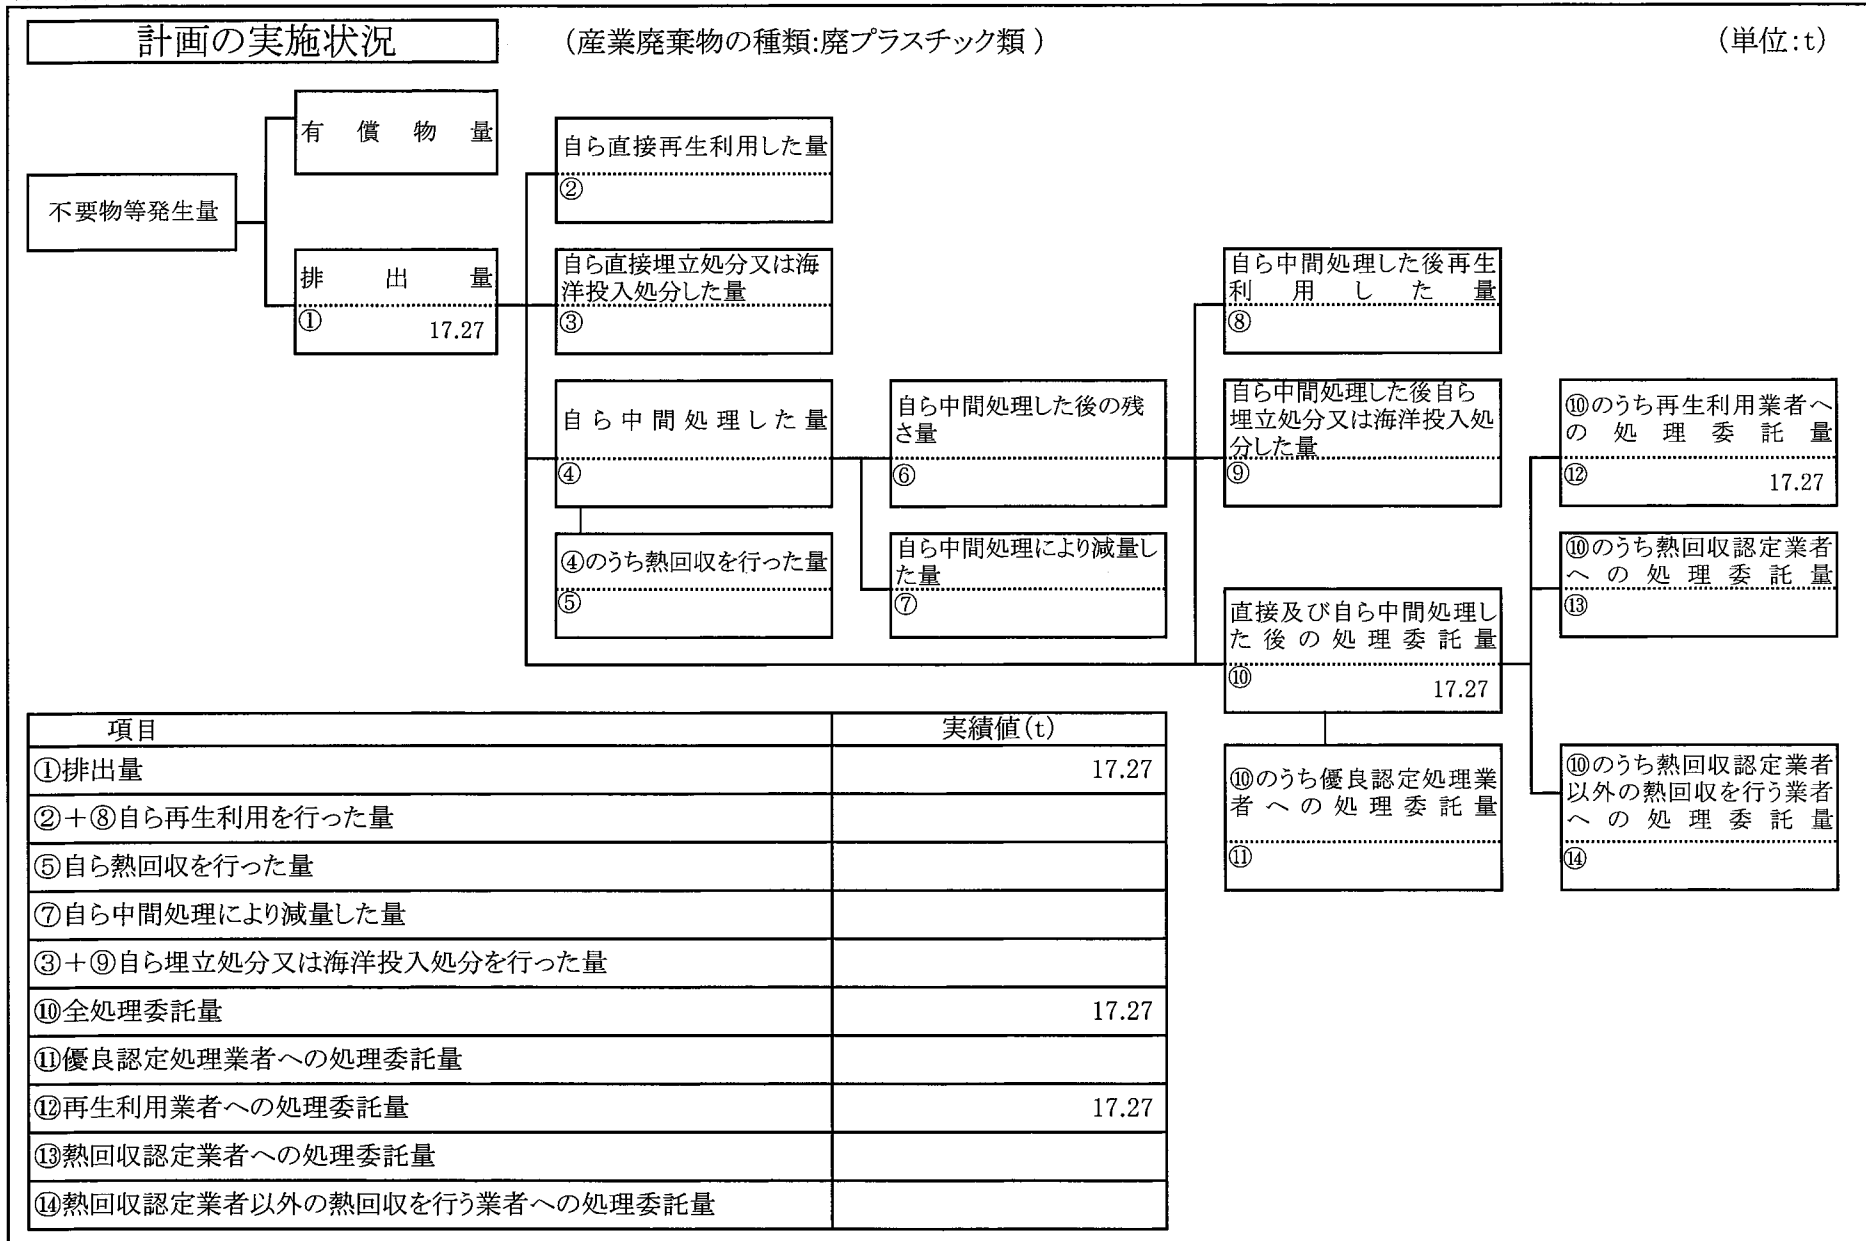 計画の実施状況
（産業廃棄物の種類:廃プラスチック類 ）
（単位:t）
不要物等発生量
有償物量
排出量
① 17.27
自ら直接再生利用した量
②
自ら直接埋立処分又は海
洋投入処分した量
③
自ら中間処理した量
④
④のうち熱回収を行った量
⑤
自ら中間処理した後の残
さ量
⑥
自ら中間処理により減量し
た量
⑦
自ら中間処理した後再生
利用した量
⑧
自ら中間処理した後自ら
埋立処分又は海洋投入処
分した量
⑨
直接及び自ら中間処理し
た後の処理委託量
⑩ 17.27
⑩のうち優良認定処理業
者への処理委託量
⑪
⑩のうち再生利用業者へ
の処理委託量
⑫ 17.27
⑩のうち熱回収認定業者
への処理委託量
⑬
⑩のうち熱回収認定業者
以外の熱回収を行う業者
への処理委託量
⑭
項目 実績値（t）
①排出量 17.27
②＋⑧自ら再生利用を行った量
⑤自ら熱回収を行った量
⑦自ら中間処理により減量した量
③＋⑨自ら埋立処分又は海洋投入処分を行った量
⑩全処理委託量 17.27
⑪優良認定処理業者への処理委託量
⑫再生利用業者への処理委託量 17.27
⑬熱回収認定業者への処理委託量
⑭熱回収認定業者以外の熱回収を行う業者への処理委託量